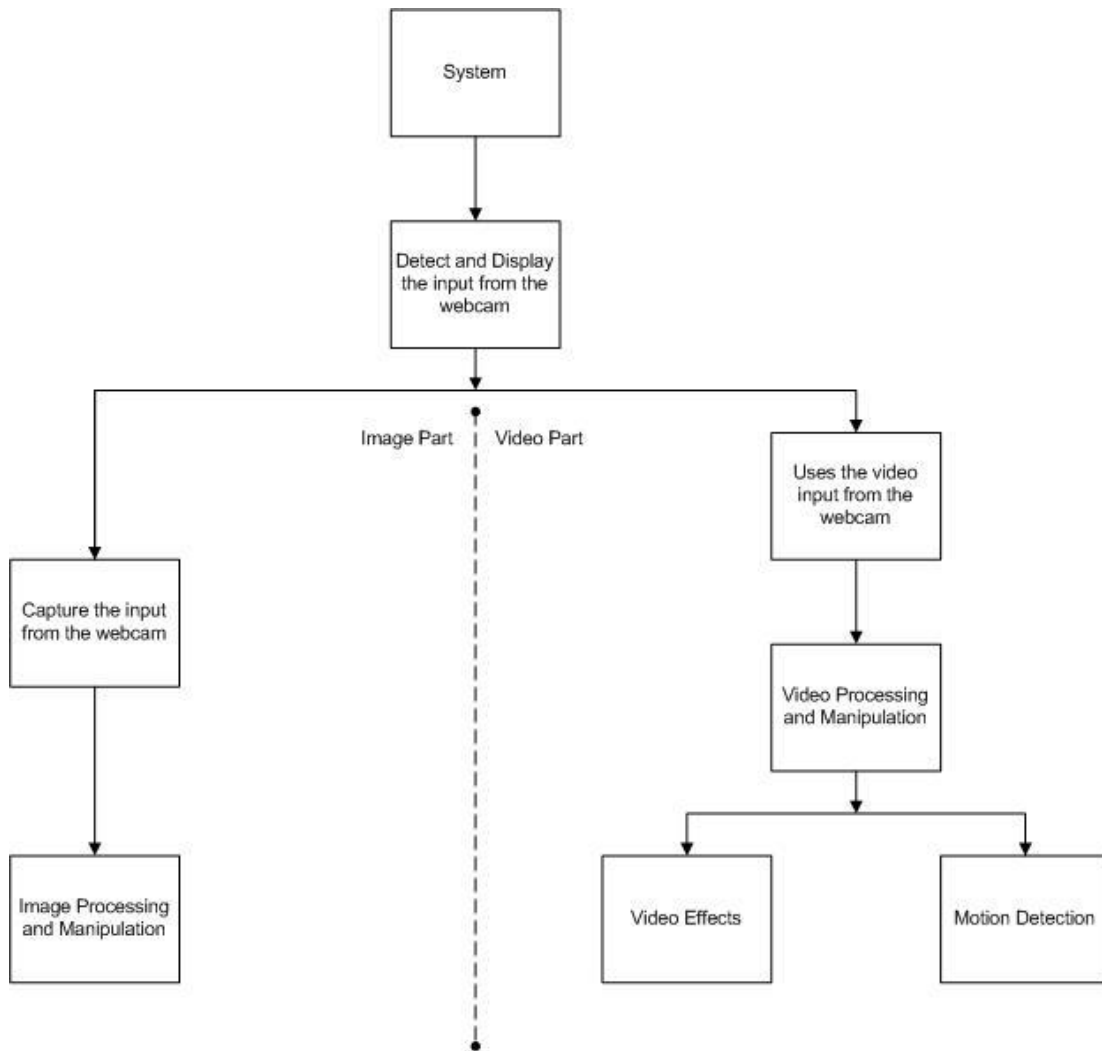 System
Detect and Display
the input from the
webcam
Image Part
Video Part
Uses the video
input from the
webcam
Capture the input
from the webcam
Video Processing
and Manipulation
Image Processing
and Manipulation
Video Effects
Motion Detection